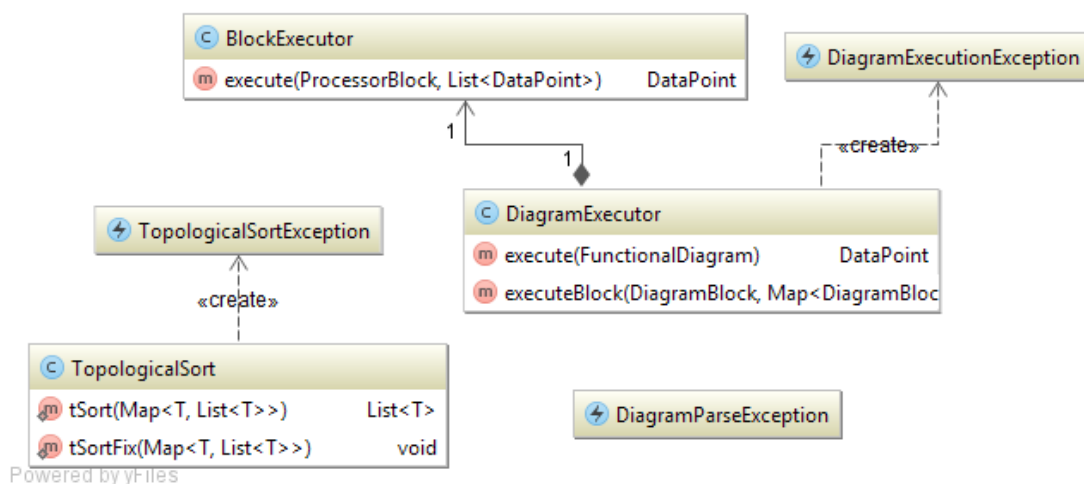 BlockExecutor
execute(ProcessorBlock, List<DataPoint>) DataPoint
DiagramExecutionException
1
1
«create»
DiagramExecutor
execute(FunctionalDiagram) DataPoint
executeBlock(DiagramBlock, Map<DiagramBloc
TopologicalSortException
«create»
TopologicalSort
tSort(Map<T, List<T>>) List<T>
tSortFix(Map<T, List<T>>) void
DiagramParseException
Powered by yFiles